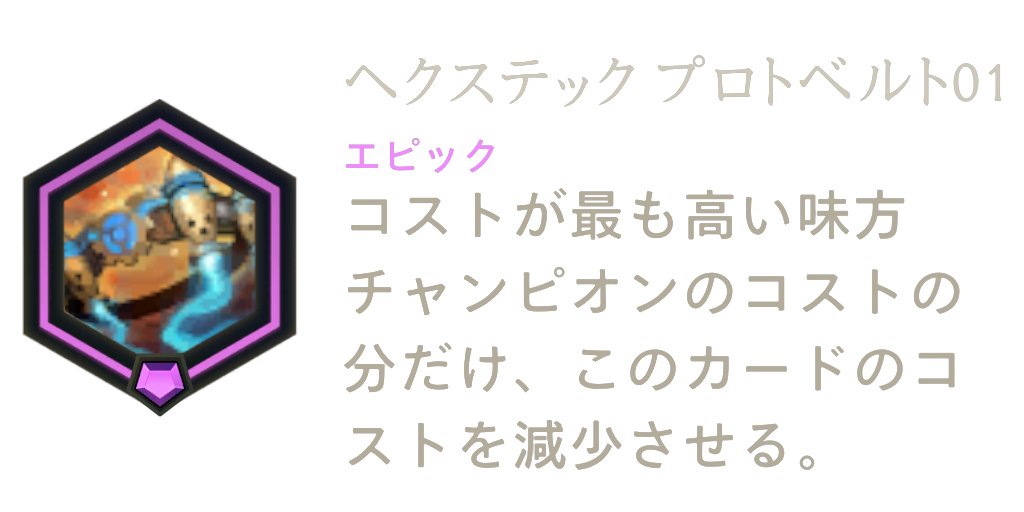 ヘクステック プロトベルト01
エピック
コストが最も高い味方
チャンピオンのコストの
分だけ、このカードのコ
ストを減少させる。